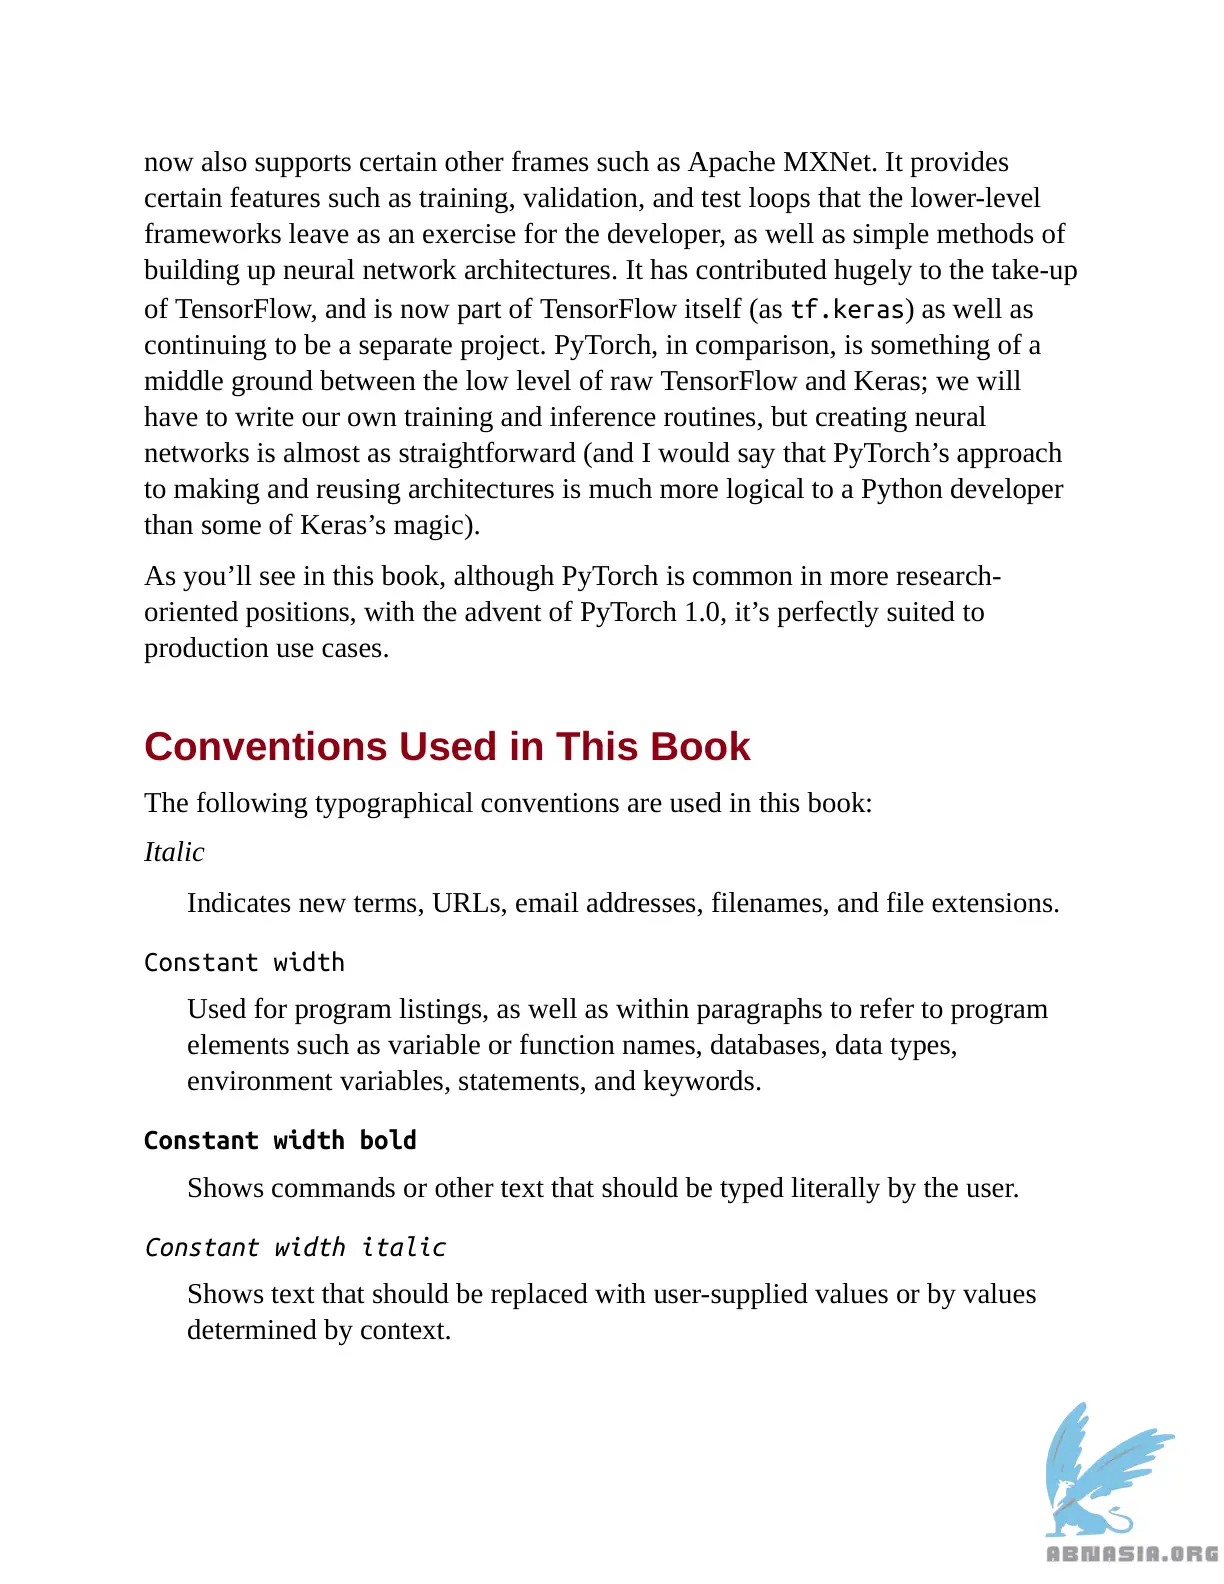 now also supports certain other frames such as Apache MXNet. It provides
certain features such as training, validation, and test loops that the lower-level
frameworks leave as an exercise for the developer, as well as simple methods of
building up neural network architectures. It has contributed hugely to the take-up
of TensorFlow, and is now part of TensorFlow itself (as tf.keras) as well as
continuing to be a separate project. PyTorch, in comparison, is something of a
middle ground between the low level of raw TensorFlow and Keras; we will
have to write our own training and inference routines, but creating neural
networks is almost as straightforward (and I would say that PyTorch’s approach
to making and reusing architectures is much more logical to a Python developer
than some of Keras’s magic).
As you’ll see in this book, although PyTorch is common in more research-
oriented positions, with the advent of PyTorch 1.0, it’s perfectly suited to
production use cases.
Conventions Used in This Book
The following typographical conventions are used in this book:
Italic
Indicates new terms, URLs, email addresses, filenames, and file extensions.
Constant width
Used for program listings, as well as within paragraphs to refer to program
elements such as variable or function names, databases, data types,
environment variables, statements, and keywords.
Constant width bold
Shows commands or other text that should be typed literally by the user.
Constant width italic
Shows text that should be replaced with user-supplied values or by values
determined by context.
ABNASIA.ORG